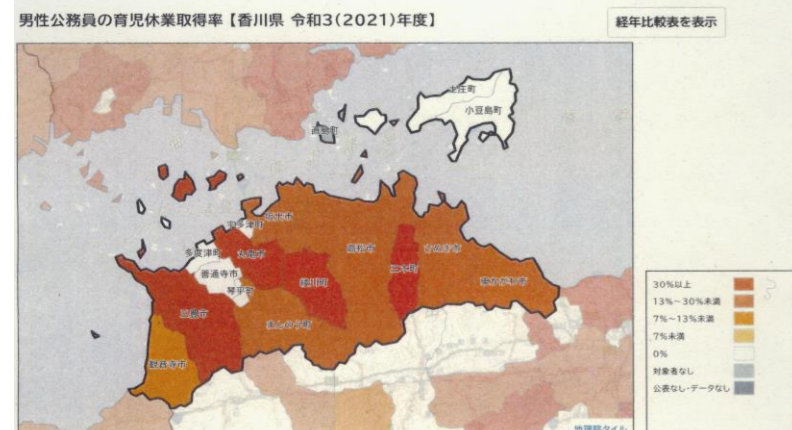 男性公務員の育児休業取得率【香川県 令和3(2021)年度】
経年比較表を表示
土庄町
小豆島町
直島町
坂出市
宇多津町
丸亀市
多度津町
善通寺市
琴平町
高松市
さぬき市
三木町
東かがわ市
綾川町
三豊市
まんのう町
観音寺市
30%以上
13%~30%未満
7%~13%未満
7%未満
0%
対象者なし
公表なし・データなし
地理院タイル